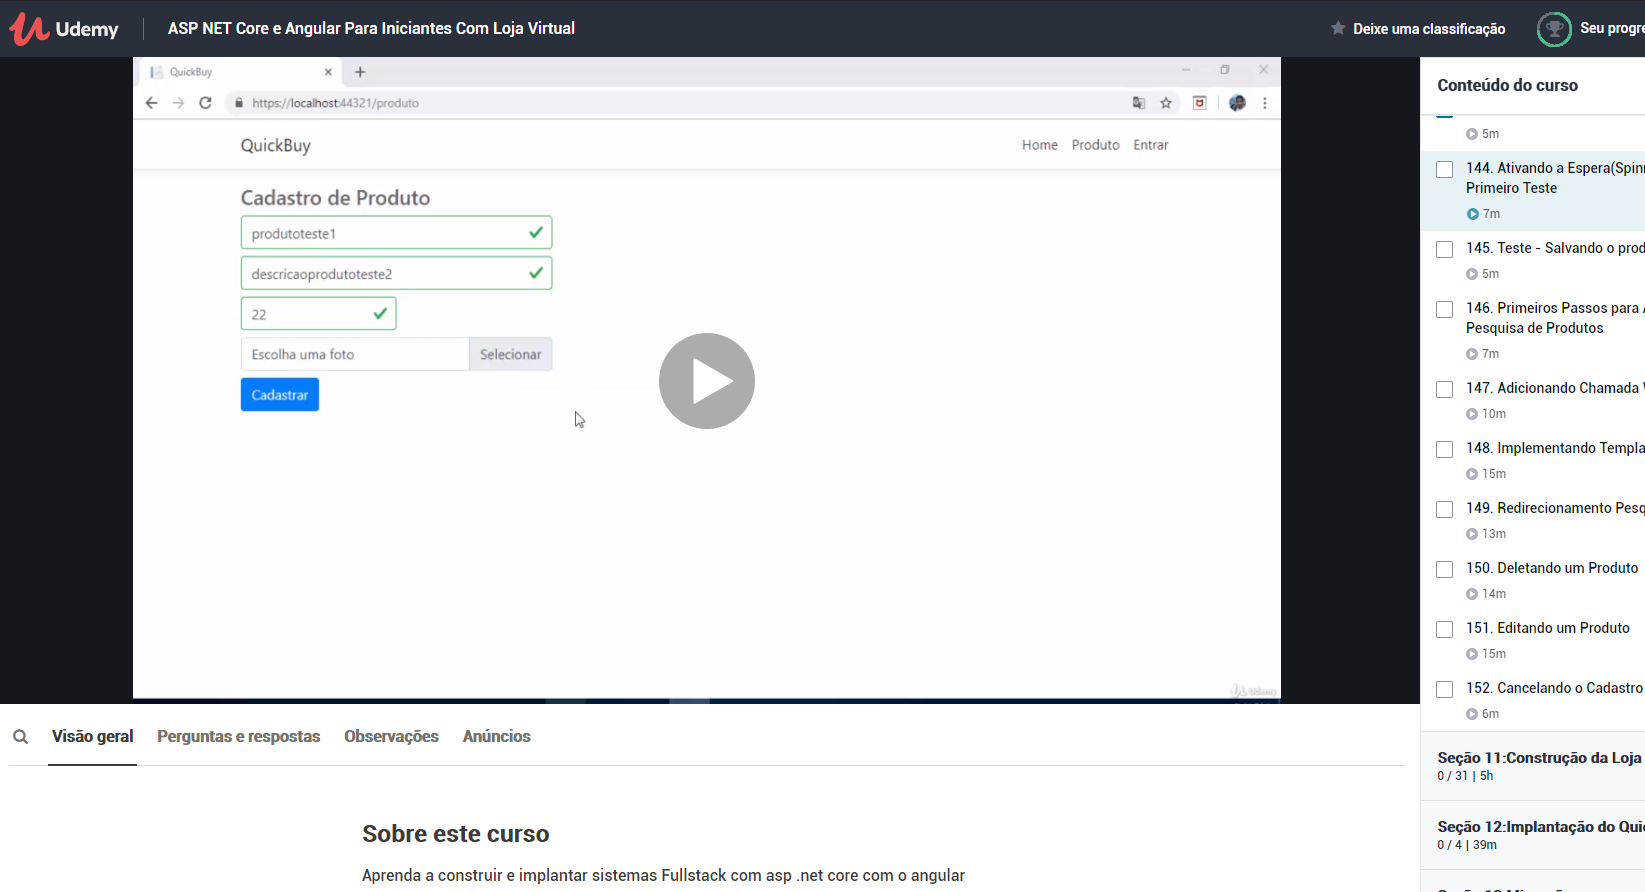 Udemy
ASP NET Core e Angular Para Iniciantes Com Loja Virtual
Deixe uma classificação
Seu progre
QuickBuy
https://localhost:44321/produto
QuickBuy
Home Produto Entrar
Cadastro de Produto
produtoteste1
descricaoprodutoteste2
22
Escolha uma foto Selecionar
Cadastrar
Udemy
Conteúdo do curso
5m
144. Ativando a Espera(Spinn
Primeiro Teste
7m
145. Teste - Salvando o prod
5m
146. Primeiros Passos para A
Pesquisa de Produtos
7m
147. Adicionando Chamada
10m
148. Implementando Templa
15m
149. Redirecionamento Pesq
13m
150. Deletando um Produto
14m
151. Editando um Produto
15m
152. Cancelando o Cadastro
6m
Seção 11:Construção da Loja
0 / 31 | 5h
Seção 12:Implantação do Quic
0 / 4 | 39m
Visão geral
Perguntas e respostas
Observações
Anúncios
Sobre este curso
Aprenda a construir e implantar sistemas Fullstack com asp .net core com o angular